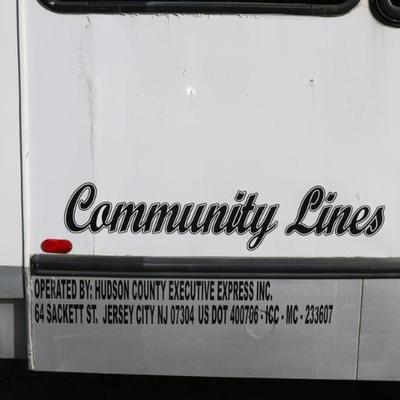 Community Lines
OPERATED BY: HUDSON COUNTY EXECUTIVE EXPRESS INC.
64 SACKETT ST. JERSEY CITY NJ 07304 US DOT 400706 - ICC - MC - 233607